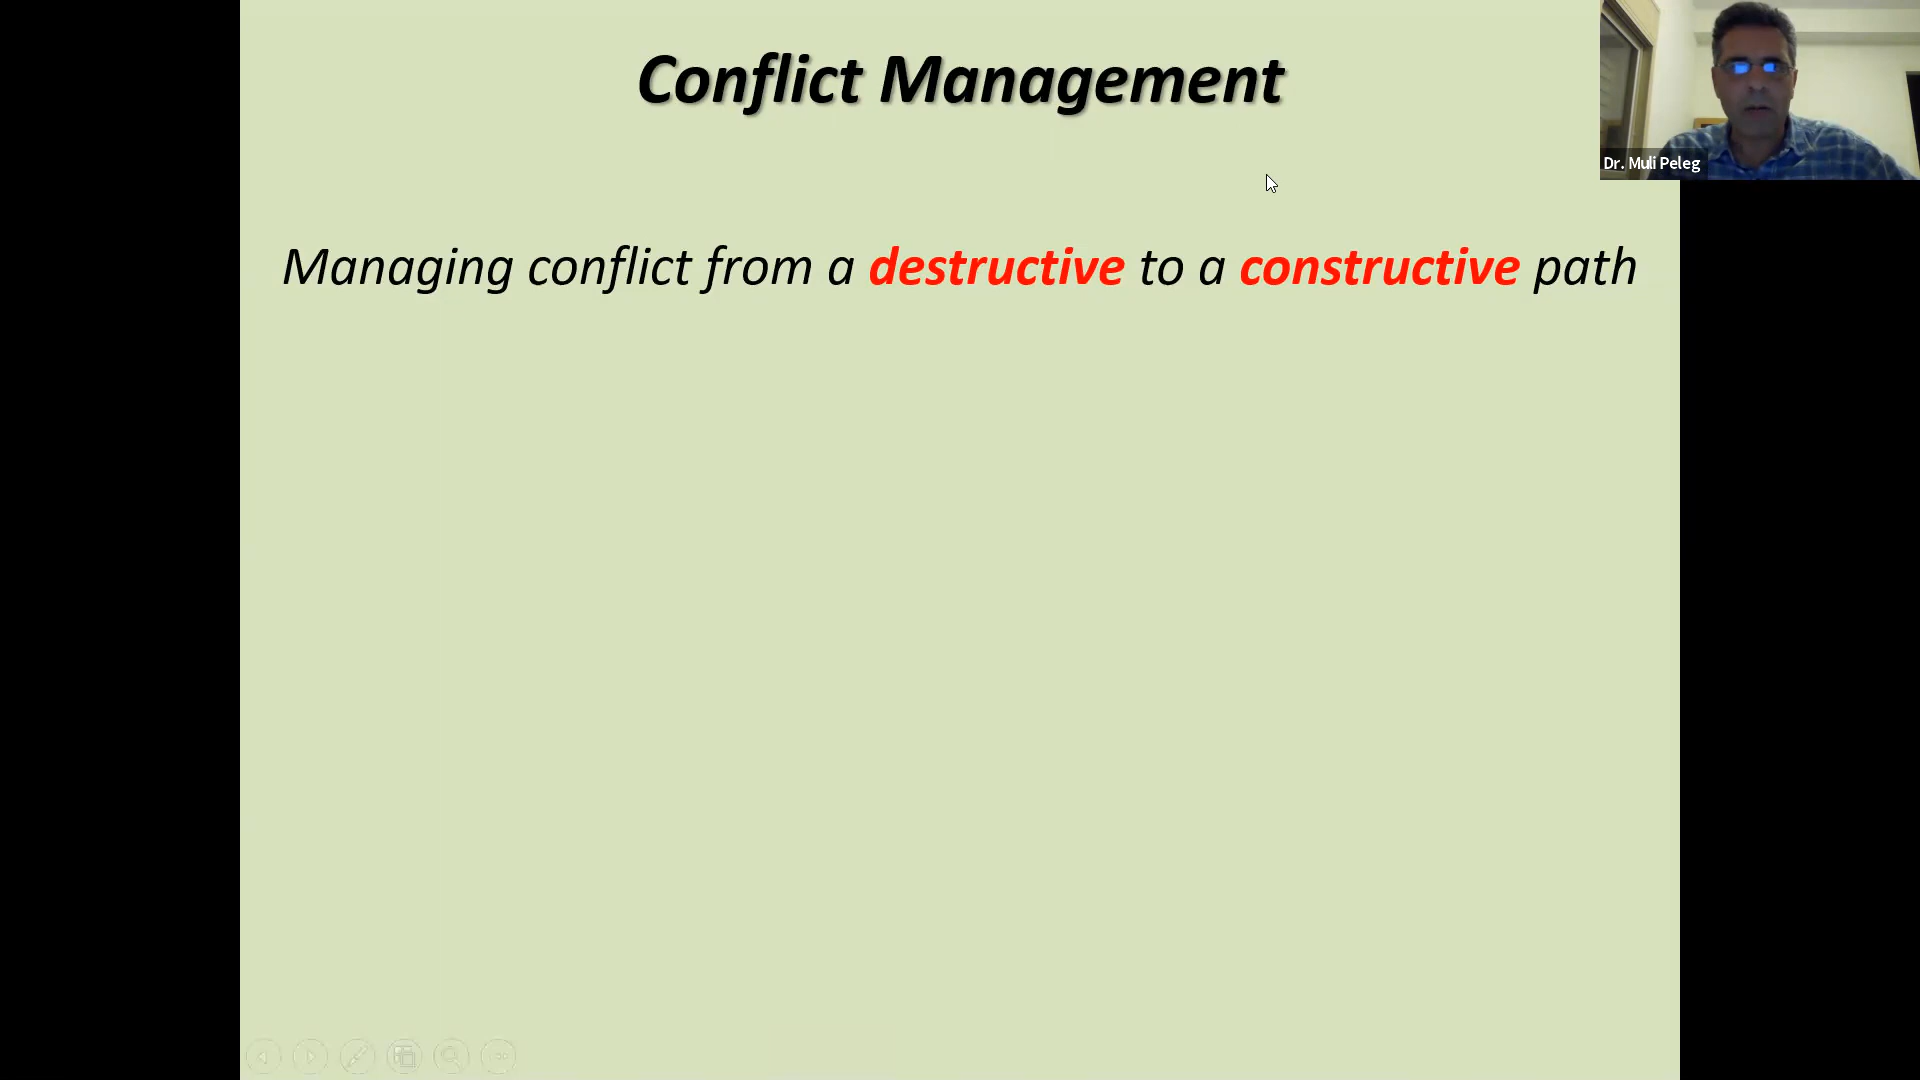 Conflict Management
Dr. Muli Peleg
Managing conflict from a destructive to a constructive path